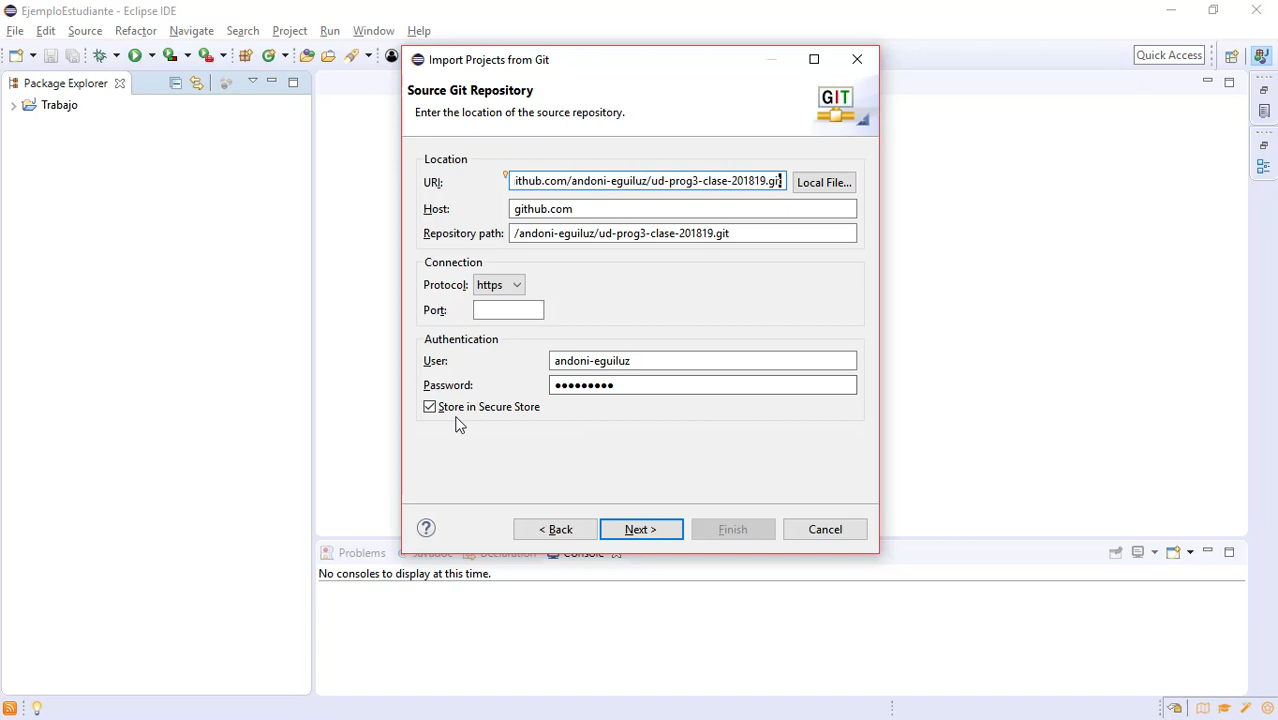 EjemploEstudiante - Eclipse IDE
File Edit Source Refactor Navigate Search Project Run Window Help
Quick Access
Package Explorer
Trabajo
Import Projects from Git
Source Git Repository
Enter the location of the source repository.
GIT
Location
URI: ithub.com/andoni-eguiluz/ud-prog3-clase-201819.git Local File...
Host: github.com
Repository path: /andoni-eguiluz/ud-prog3-clase-201819.git
Connection
Protocol: https
Port:
Authentication
User: andoni-eguiluz
Password: •••••••••
Store in Secure Store
? < Back Next > Finish Cancel
Problems Javadoc Declaration Console
No consoles to display at this time.